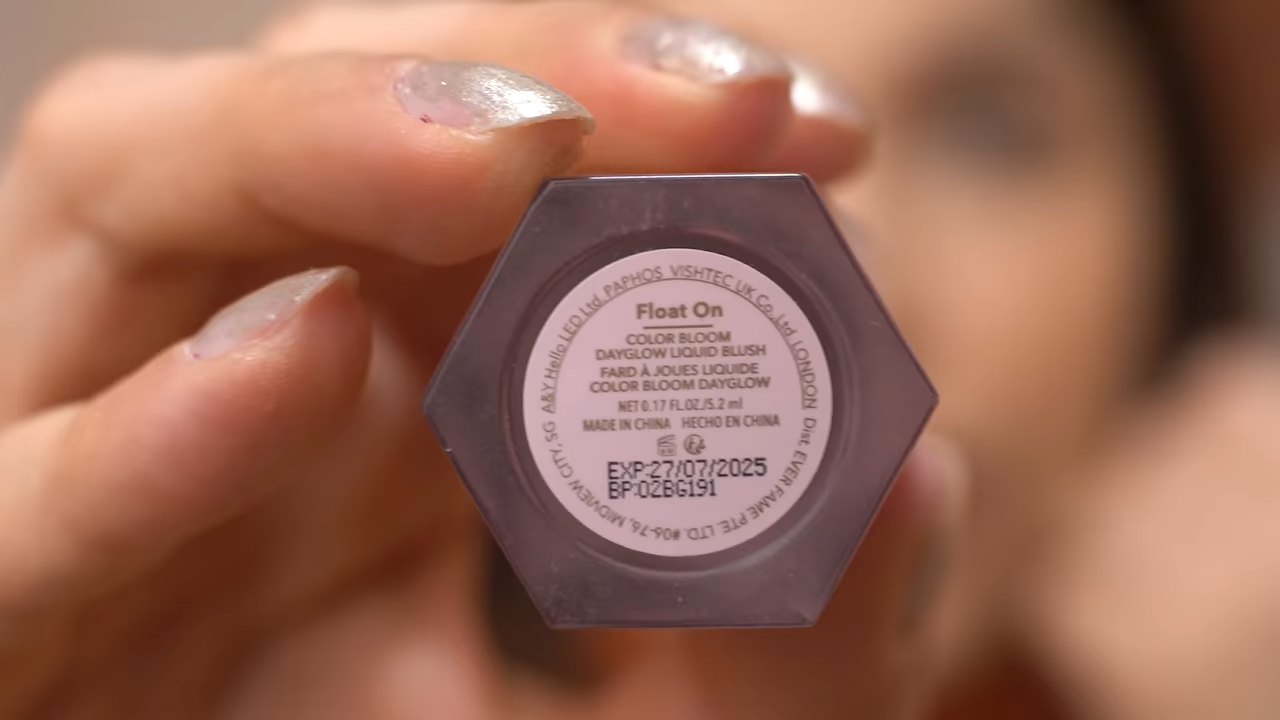 Float On
COLOR BLOOM
DAYGLOW LIQUID BLUSH
FARD À JOUES LIQUIDE
COLOR BLOOM DAYGLOW
NET 0.17 FL.OZ./5.2 ml
MADE IN CHINA HECHO EN CHINA
EXP:27/07/2025
BP:02BG191
A&Y Hello LED Ltd. PAPHOS VISHTEC UK Co.,Ltd. LONDON Dist. EVER FAME PTE. LTD. #06-76, MIDVIEW CITY, SG